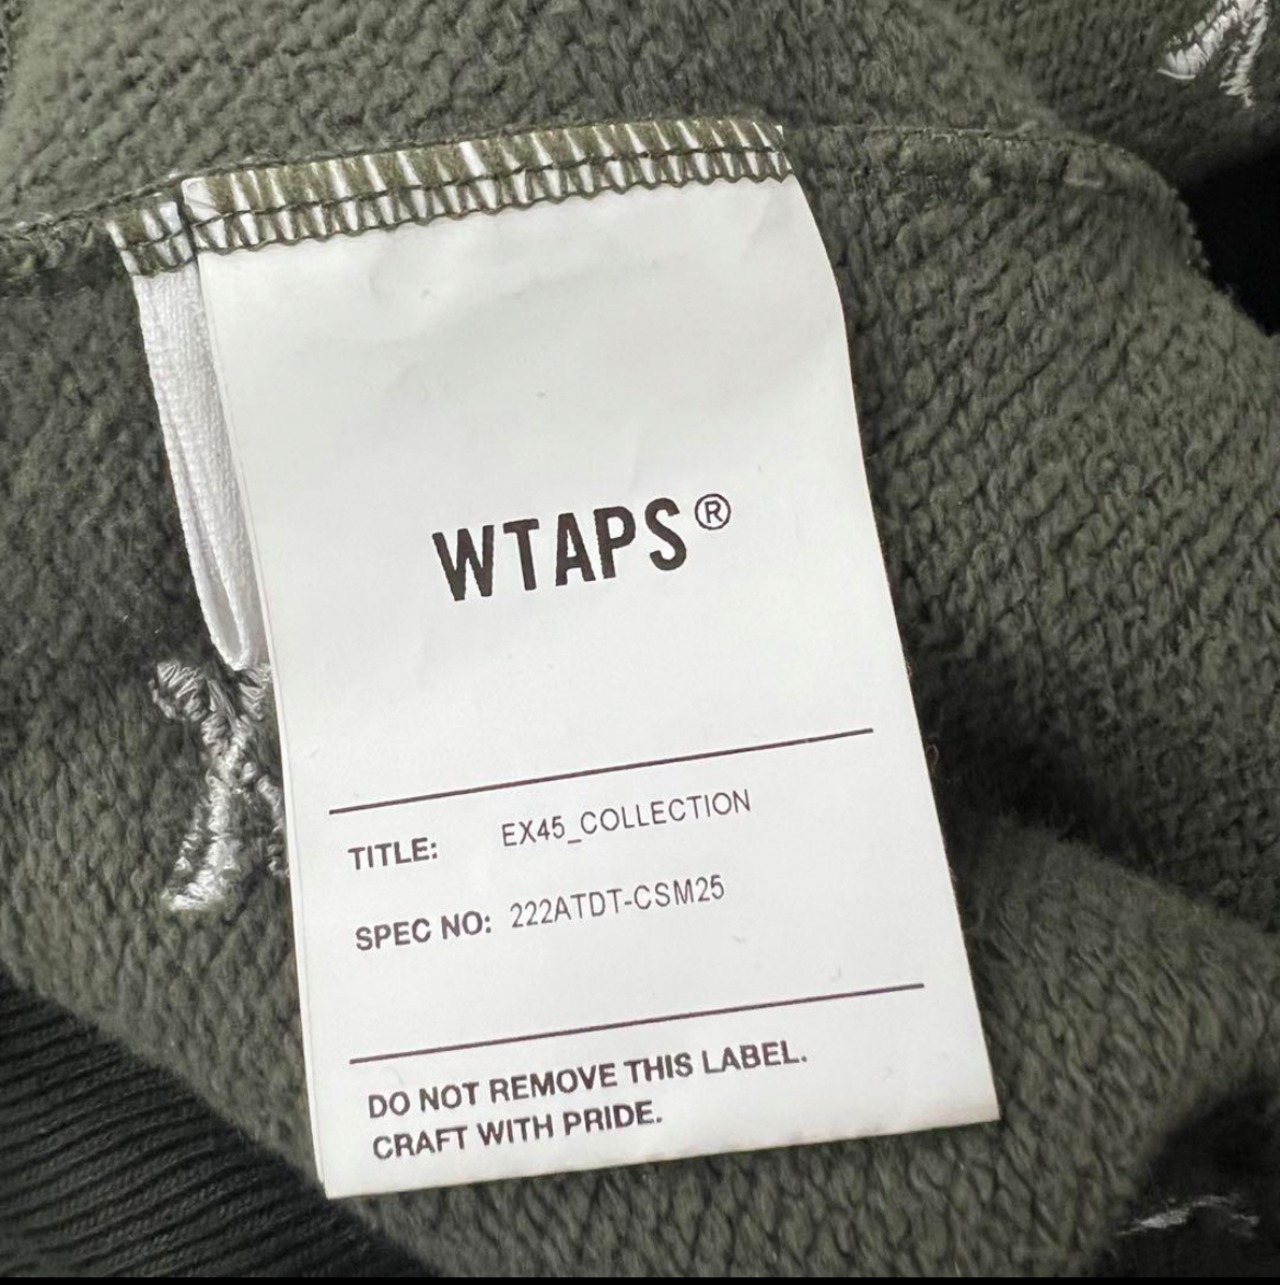 WTAPS®
TITLE: EX45_COLLECTION
SPEC NO: 222ATDT-CSM25
DO NOT REMOVE THIS LABEL.
CRAFT WITH PRIDE.